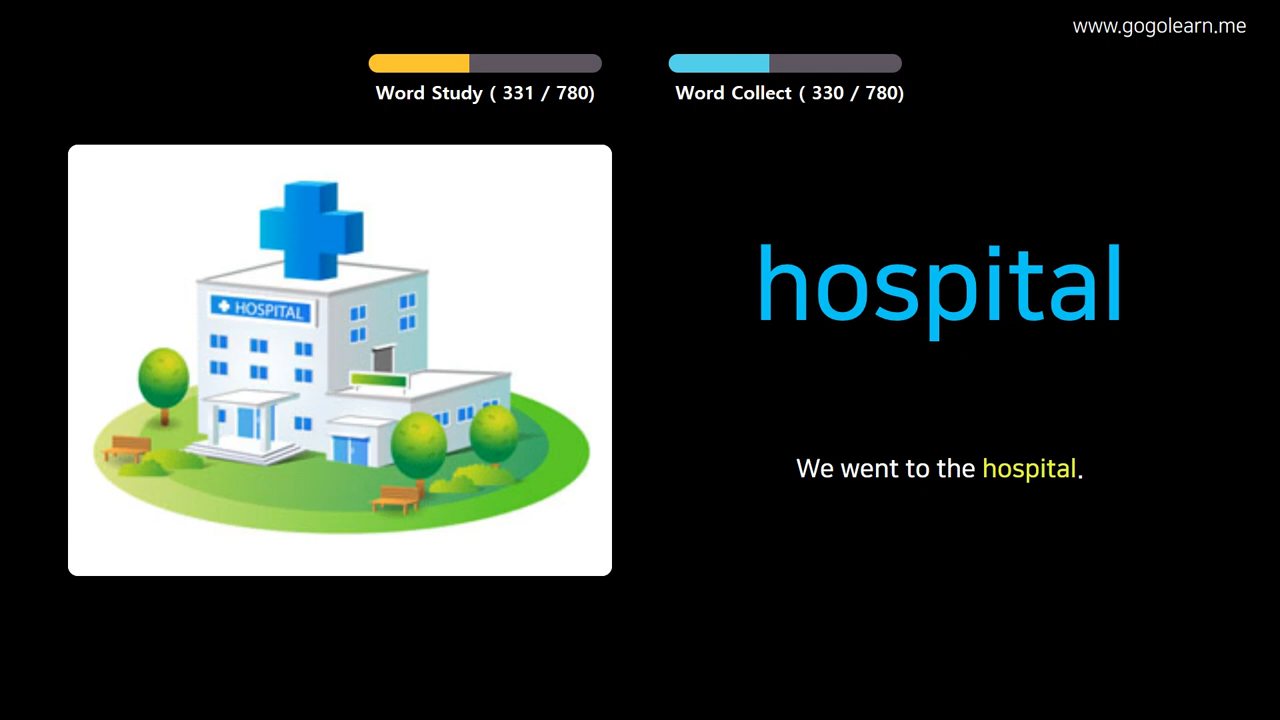 www.gogolearn.me
Word Study ( 331 / 780)
Word Collect ( 330 / 780)
HOSPITAL
hospital
We went to the hospital.